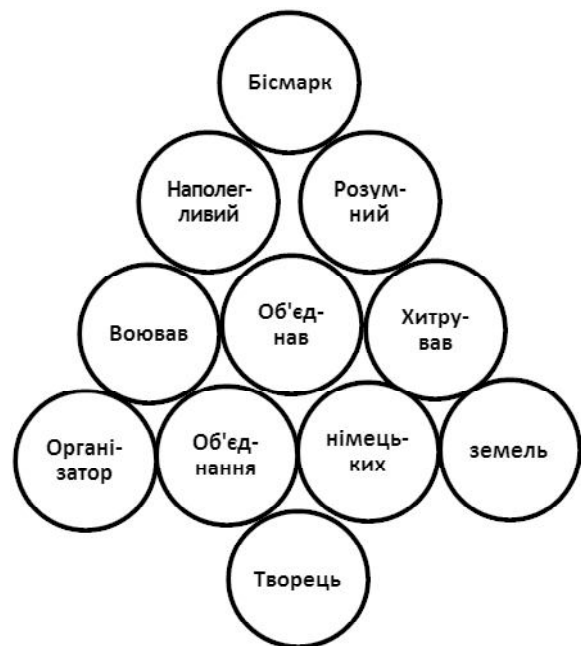 Бісмарк
Наполег-
ливий
Розум-
ний
Воював
Об'єд-
нав
Хитру-
вав
Органі-
затор
Об'єд-
нання
німець-
ких
земель
Творець